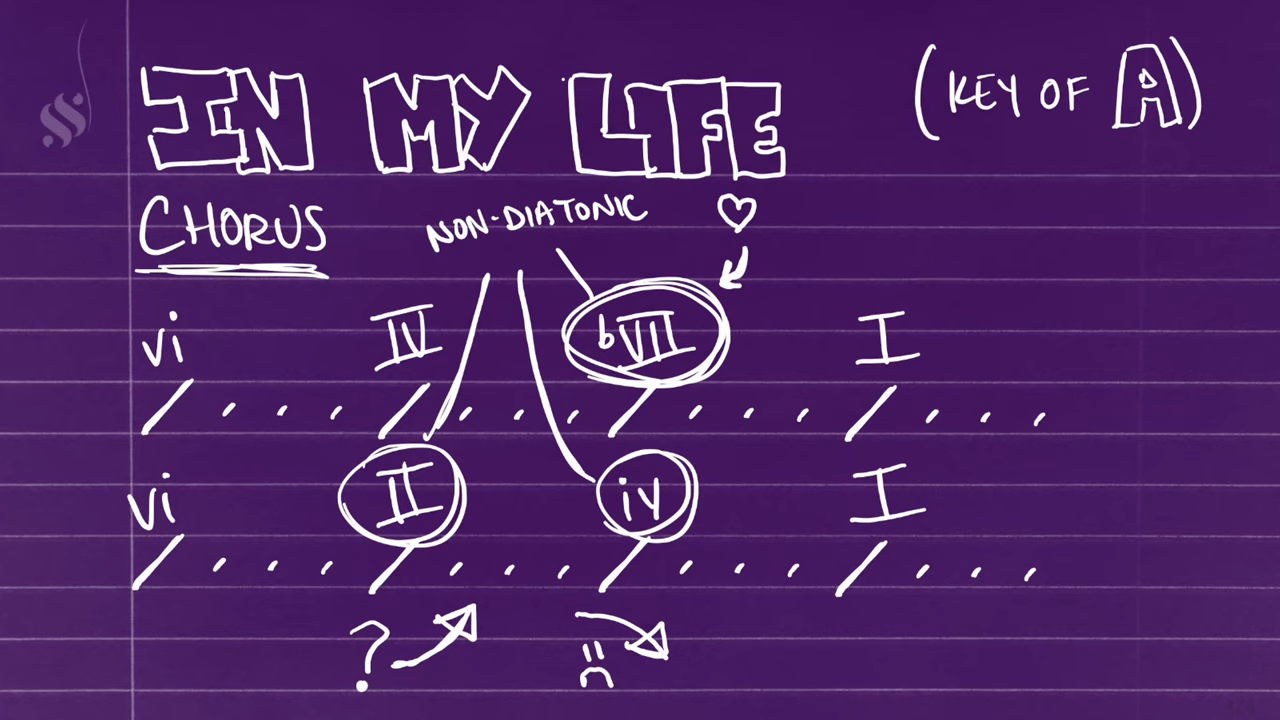 IN MY LIFE (KEY OF A)
CHORUS NON-DIATONIC
vi IV bVII I
vi II iv I
?